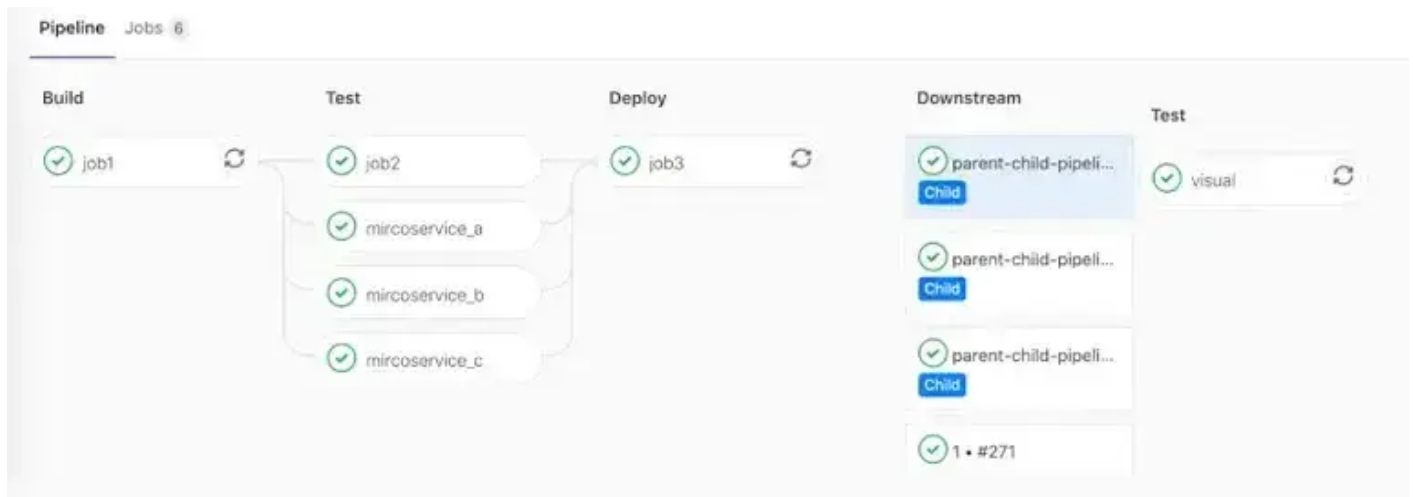 Pipeline Jobs 6
Build
job1
Test
job2
mircoservice_a
mircoservice_b
mircoservice_c
Deploy
job3
Downstream
parent-child-pipeli...
Child
parent-child-pipeli...
Child
parent-child-pipeli...
Child
1 • #271
Test
visual